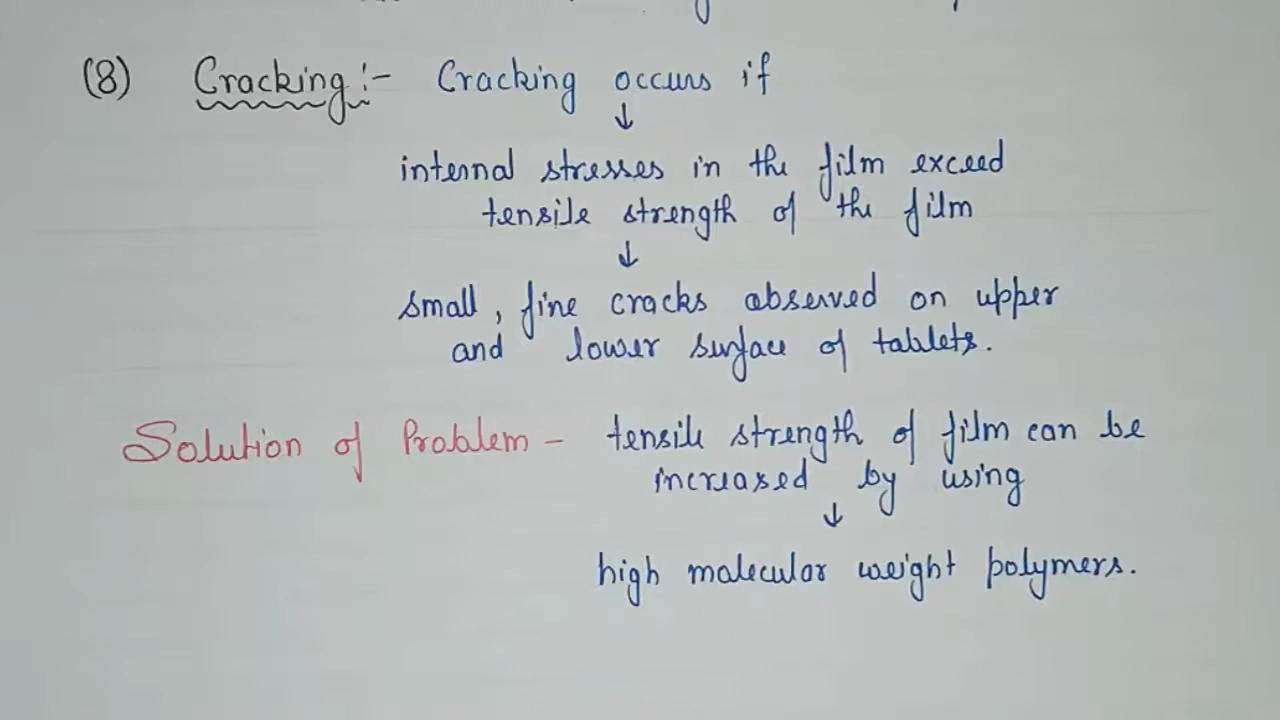 (8) Cracking :- Cracking occurs if
↓
internal stresses in the film exceed
tensile strength of the film
↓
small, fine cracks observed on upper
and lower surface of tablets.
Solution of Problem - tensile strength of film can be
increased by using
↓
high molecular weight polymers.